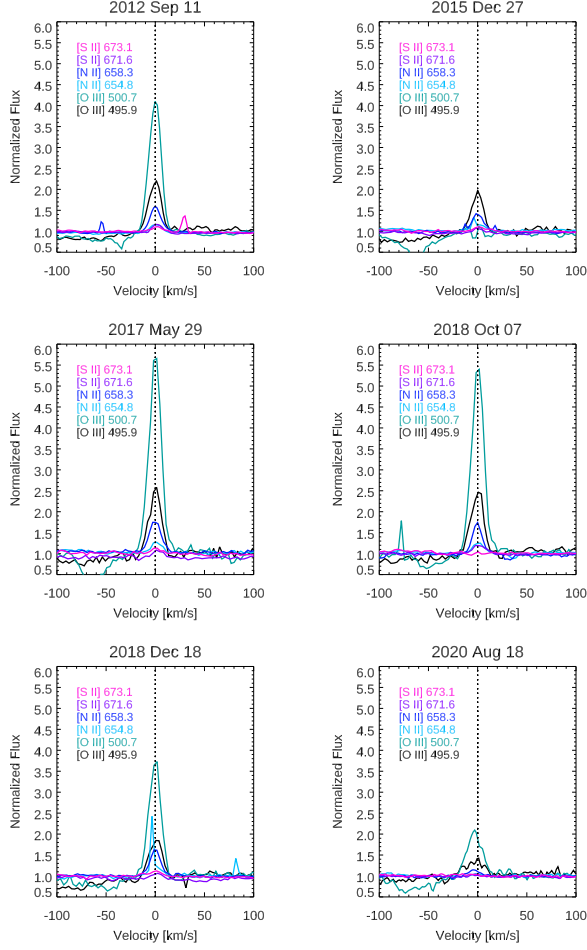 2012 Sep 11
6.0
5.5
5.0
4.5
4.0
3.5
3.0
2.5
2.0
1.5
1.0
0.5
Normalized Flux
[S II] 673.1
[S II] 671.6
[N II] 658.3
[N II] 654.8
[O III] 500.7
[O III] 495.9
-100 -50 0 50 100
Velocity [km/s]
2015 Dec 27
6.0
5.5
5.0
4.5
4.0
3.5
3.0
2.5
2.0
1.5
1.0
0.5
Normalized Flux
[S II] 673.1
[S II] 671.6
[N II] 658.3
[N II] 654.8
[O III] 500.7
[O III] 495.9
-100 -50 0 50 100
Velocity [km/s]
2017 May 29
6.0
5.5
5.0
4.5
4.0
3.5
3.0
2.5
2.0
1.5
1.0
0.5
Normalized Flux
[S II] 673.1
[S II] 671.6
[N II] 658.3
[N II] 654.8
[O III] 500.7
[O III] 495.9
-100 -50 0 50 100
Velocity [km/s]
2018 Oct 07
6.0
5.5
5.0
4.5
4.0
3.5
3.0
2.5
2.0
1.5
1.0
0.5
Normalized Flux
[S II] 673.1
[S II] 671.6
[N II] 658.3
[N II] 654.8
[O III] 500.7
[O III] 495.9
-100 -50 0 50 100
Velocity [km/s]
2018 Dec 18
6.0
5.5
5.0
4.5
4.0
3.5
3.0
2.5
2.0
1.5
1.0
0.5
Normalized Flux
[S II] 673.1
[S II] 671.6
[N II] 658.3
[N II] 654.8
[O III] 500.7
[O III] 495.9
-100 -50 0 50 100
Velocity [km/s]
2020 Aug 18
6.0
5.5
5.0
4.5
4.0
3.5
3.0
2.5
2.0
1.5
1.0
0.5
Normalized Flux
[S II] 673.1
[S II] 671.6
[N II] 658.3
[N II] 654.8
[O III] 500.7
[O III] 495.9
-100 -50 0 50 100
Velocity [km/s]